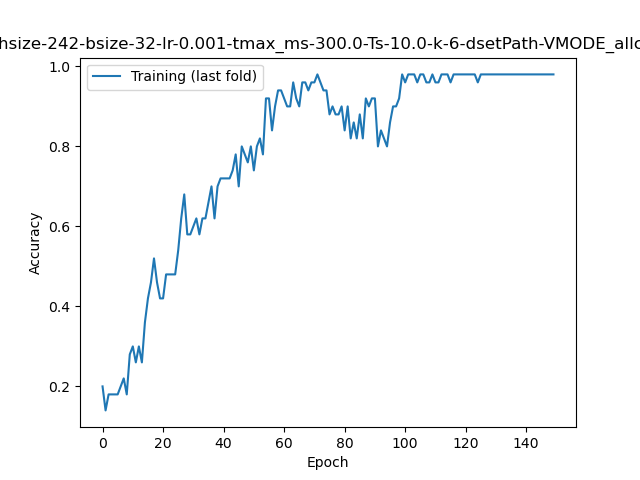 hsize-242-bsize-32-lr-0.001-tmax_ms-300.0-Ts-10.0-k-6-dsetPath-VMODE_allo
Training (last fold)
1.0
0.8
0.6
0.4
0.2
Accuracy
0 20 40 60 80 100 120 140
Epoch